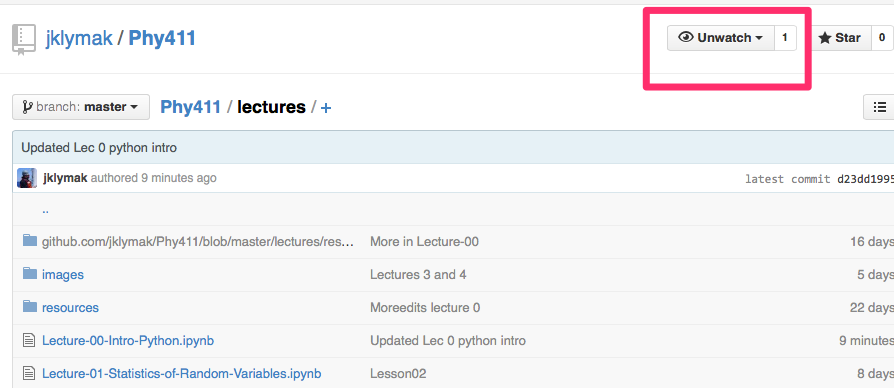 jklymak / Phy411 Unwatch 1 Star 0
branch: master Phy411 / lectures / +
Updated Lec 0 python intro
jklymak authored 9 minutes ago latest commit d23dd1995
..
github.com/jklymak/Phy411/blob/master/lectures/res… More in Lecture-00 16 days
images Lectures 3 and 4 5 days
resources Moreedits lecture 0 22 days
Lecture-00-Intro-Python.ipynb Updated Lec 0 python intro 9 minutes
Lecture-01-Statistics-of-Random-Variables.ipynb Lesson02 8 days